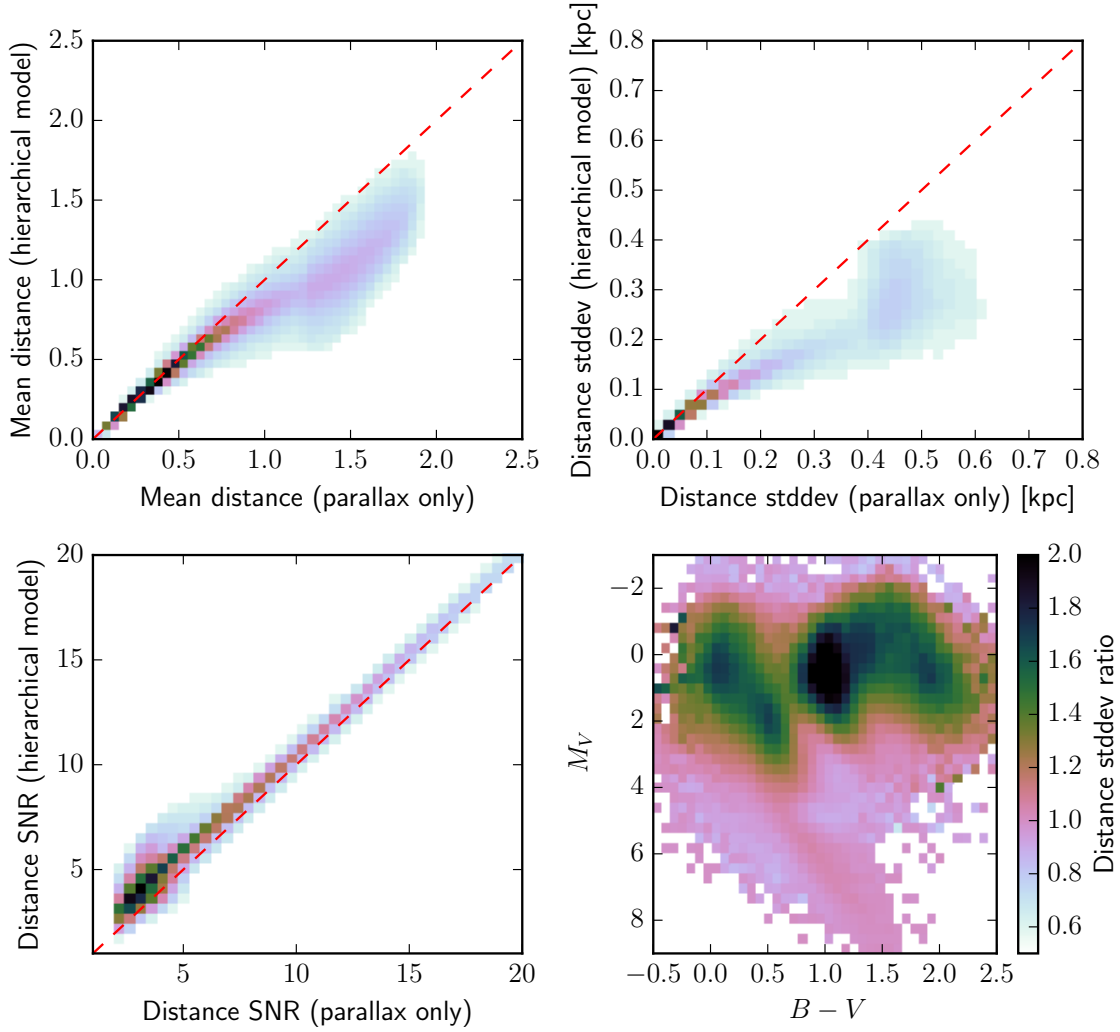 2.5
2.0
1.5
1.0
0.5
0.0
Mean distance (hierarchical model)
0.0 0.5 1.0 1.5 2.0 2.5
Mean distance (parallax only)
0.8
0.7
0.6
0.5
0.4
0.3
0.2
0.1
0.0
Distance stddev (hierarchical model) [kpc]
0.0 0.1 0.2 0.3 0.4 0.5 0.6 0.7 0.8
Distance stddev (parallax only) [kpc]
20
15
10
5
Distance SNR (hierarchical model)
5 10 15 20
Distance SNR (parallax only)
−2
0
2
4
6
8
M_V
−0.5 0.0 0.5 1.0 1.5 2.0 2.5
B − V
2.0
1.8
1.6
1.4
1.2
1.0
0.8
0.6
Distance stddev ratio